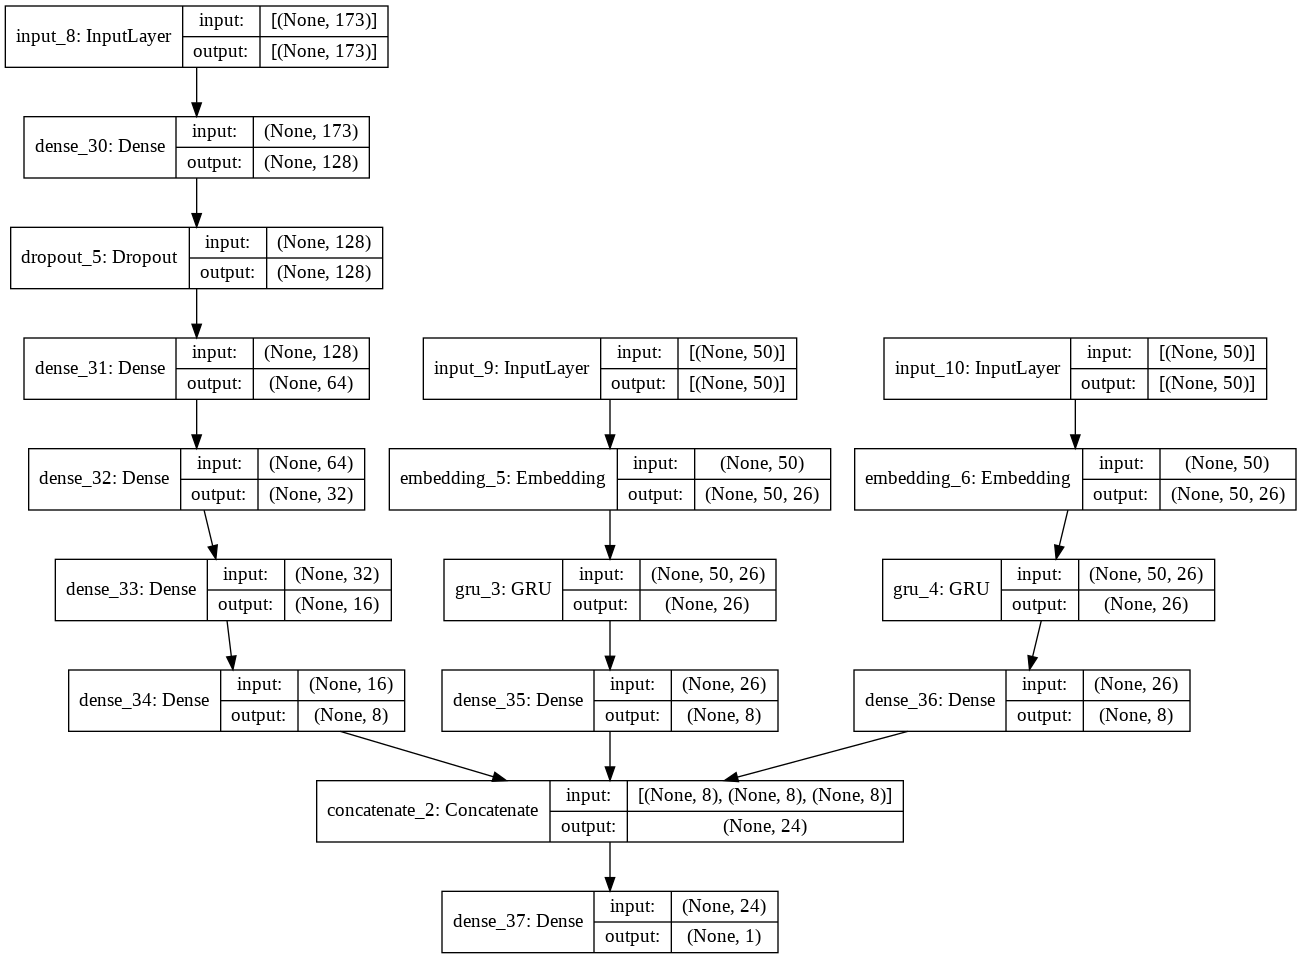 input_8: InputLayer
input: [(None, 173)]
output: [(None, 173)]
dense_30: Dense
input: (None, 173)
output: (None, 128)
dropout_5: Dropout
input: (None, 128)
output: (None, 128)
dense_31: Dense
input: (None, 128)
output: (None, 64)
input_9: InputLayer
input: [(None, 50)]
output: [(None, 50)]
input_10: InputLayer
input: [(None, 50)]
output: [(None, 50)]
dense_32: Dense
input: (None, 64)
output: (None, 32)
embedding_5: Embedding
input: (None, 50)
output: (None, 50, 26)
embedding_6: Embedding
input: (None, 50)
output: (None, 50, 26)
dense_33: Dense
input: (None, 32)
output: (None, 16)
gru_3: GRU
input: (None, 50, 26)
output: (None, 26)
gru_4: GRU
input: (None, 50, 26)
output: (None, 26)
dense_34: Dense
input: (None, 16)
output: (None, 8)
dense_35: Dense
input: (None, 26)
output: (None, 8)
dense_36: Dense
input: (None, 26)
output: (None, 8)
concatenate_2: Concatenate
input: [(None, 8), (None, 8), (None, 8)]
output: (None, 24)
dense_37: Dense
input: (None, 24)
output: (None, 1)